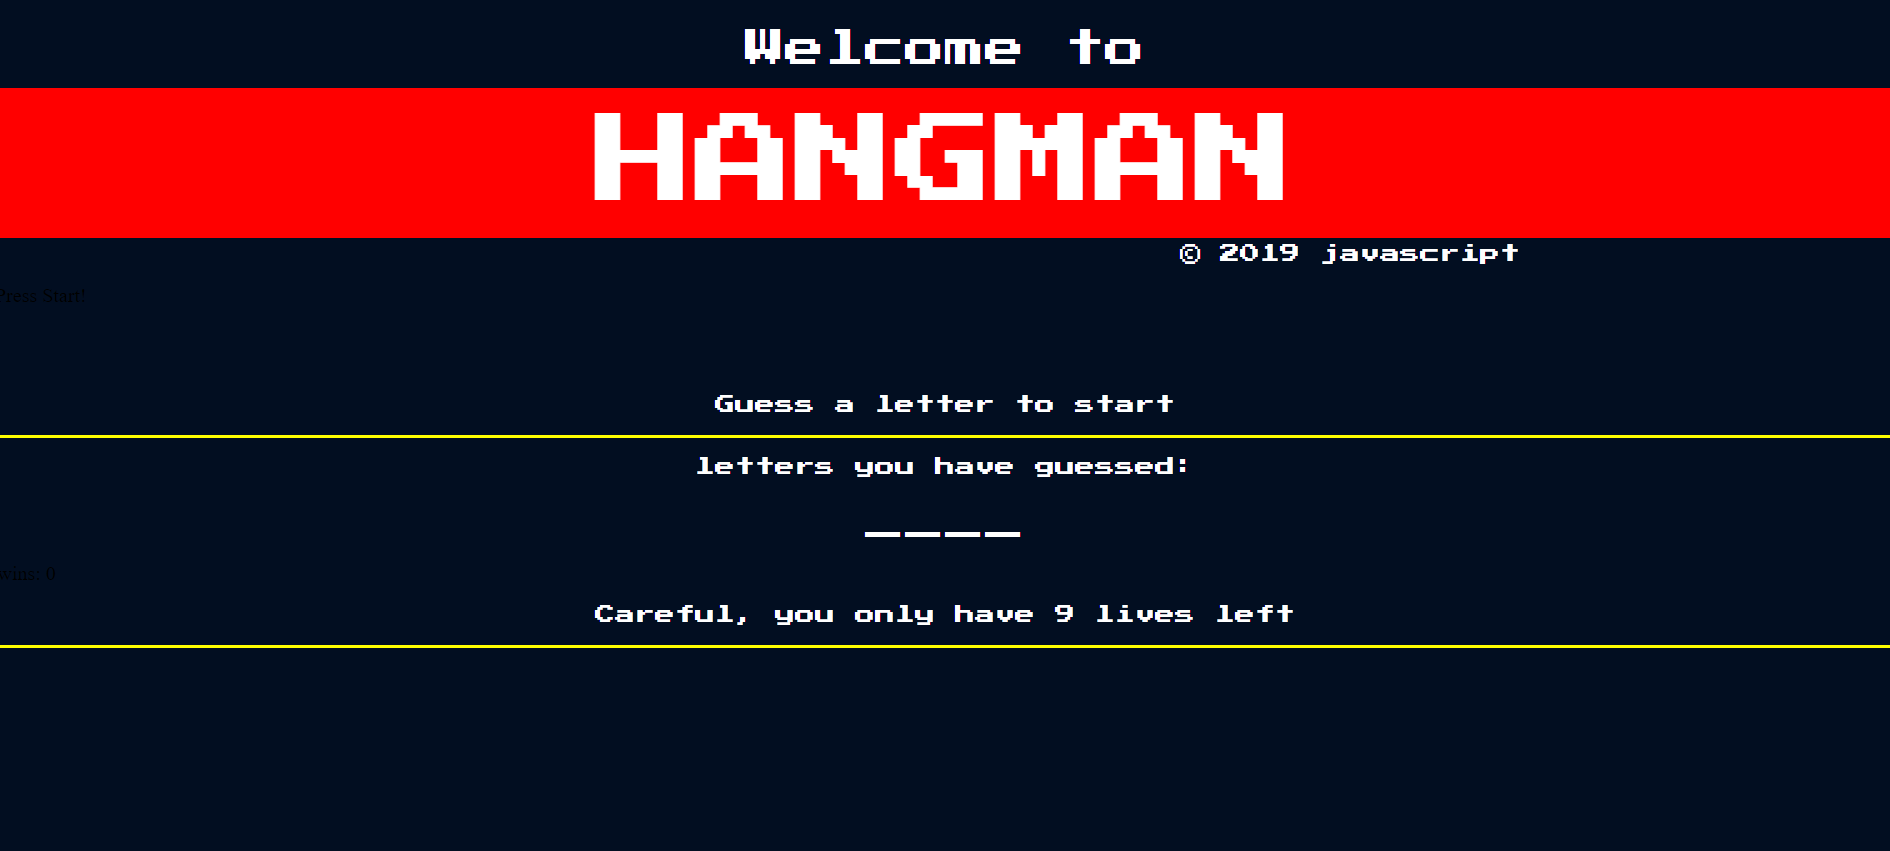 Welcome to
HANGMAN
© 2019 javascript
Press Start!
Guess a letter to start
letters you have guessed:
____
wins: 0
Careful, you only have 9 lives left